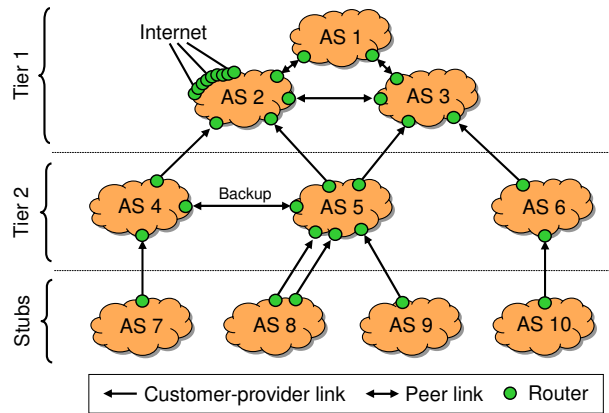 Internet
AS 1
Tier 1
AS 2
AS 3
Tier 2
AS 4
Backup
AS 5
AS 6
Stubs
AS 7
AS 8
AS 9
AS 10
Customer-provider link
Peer link
Router